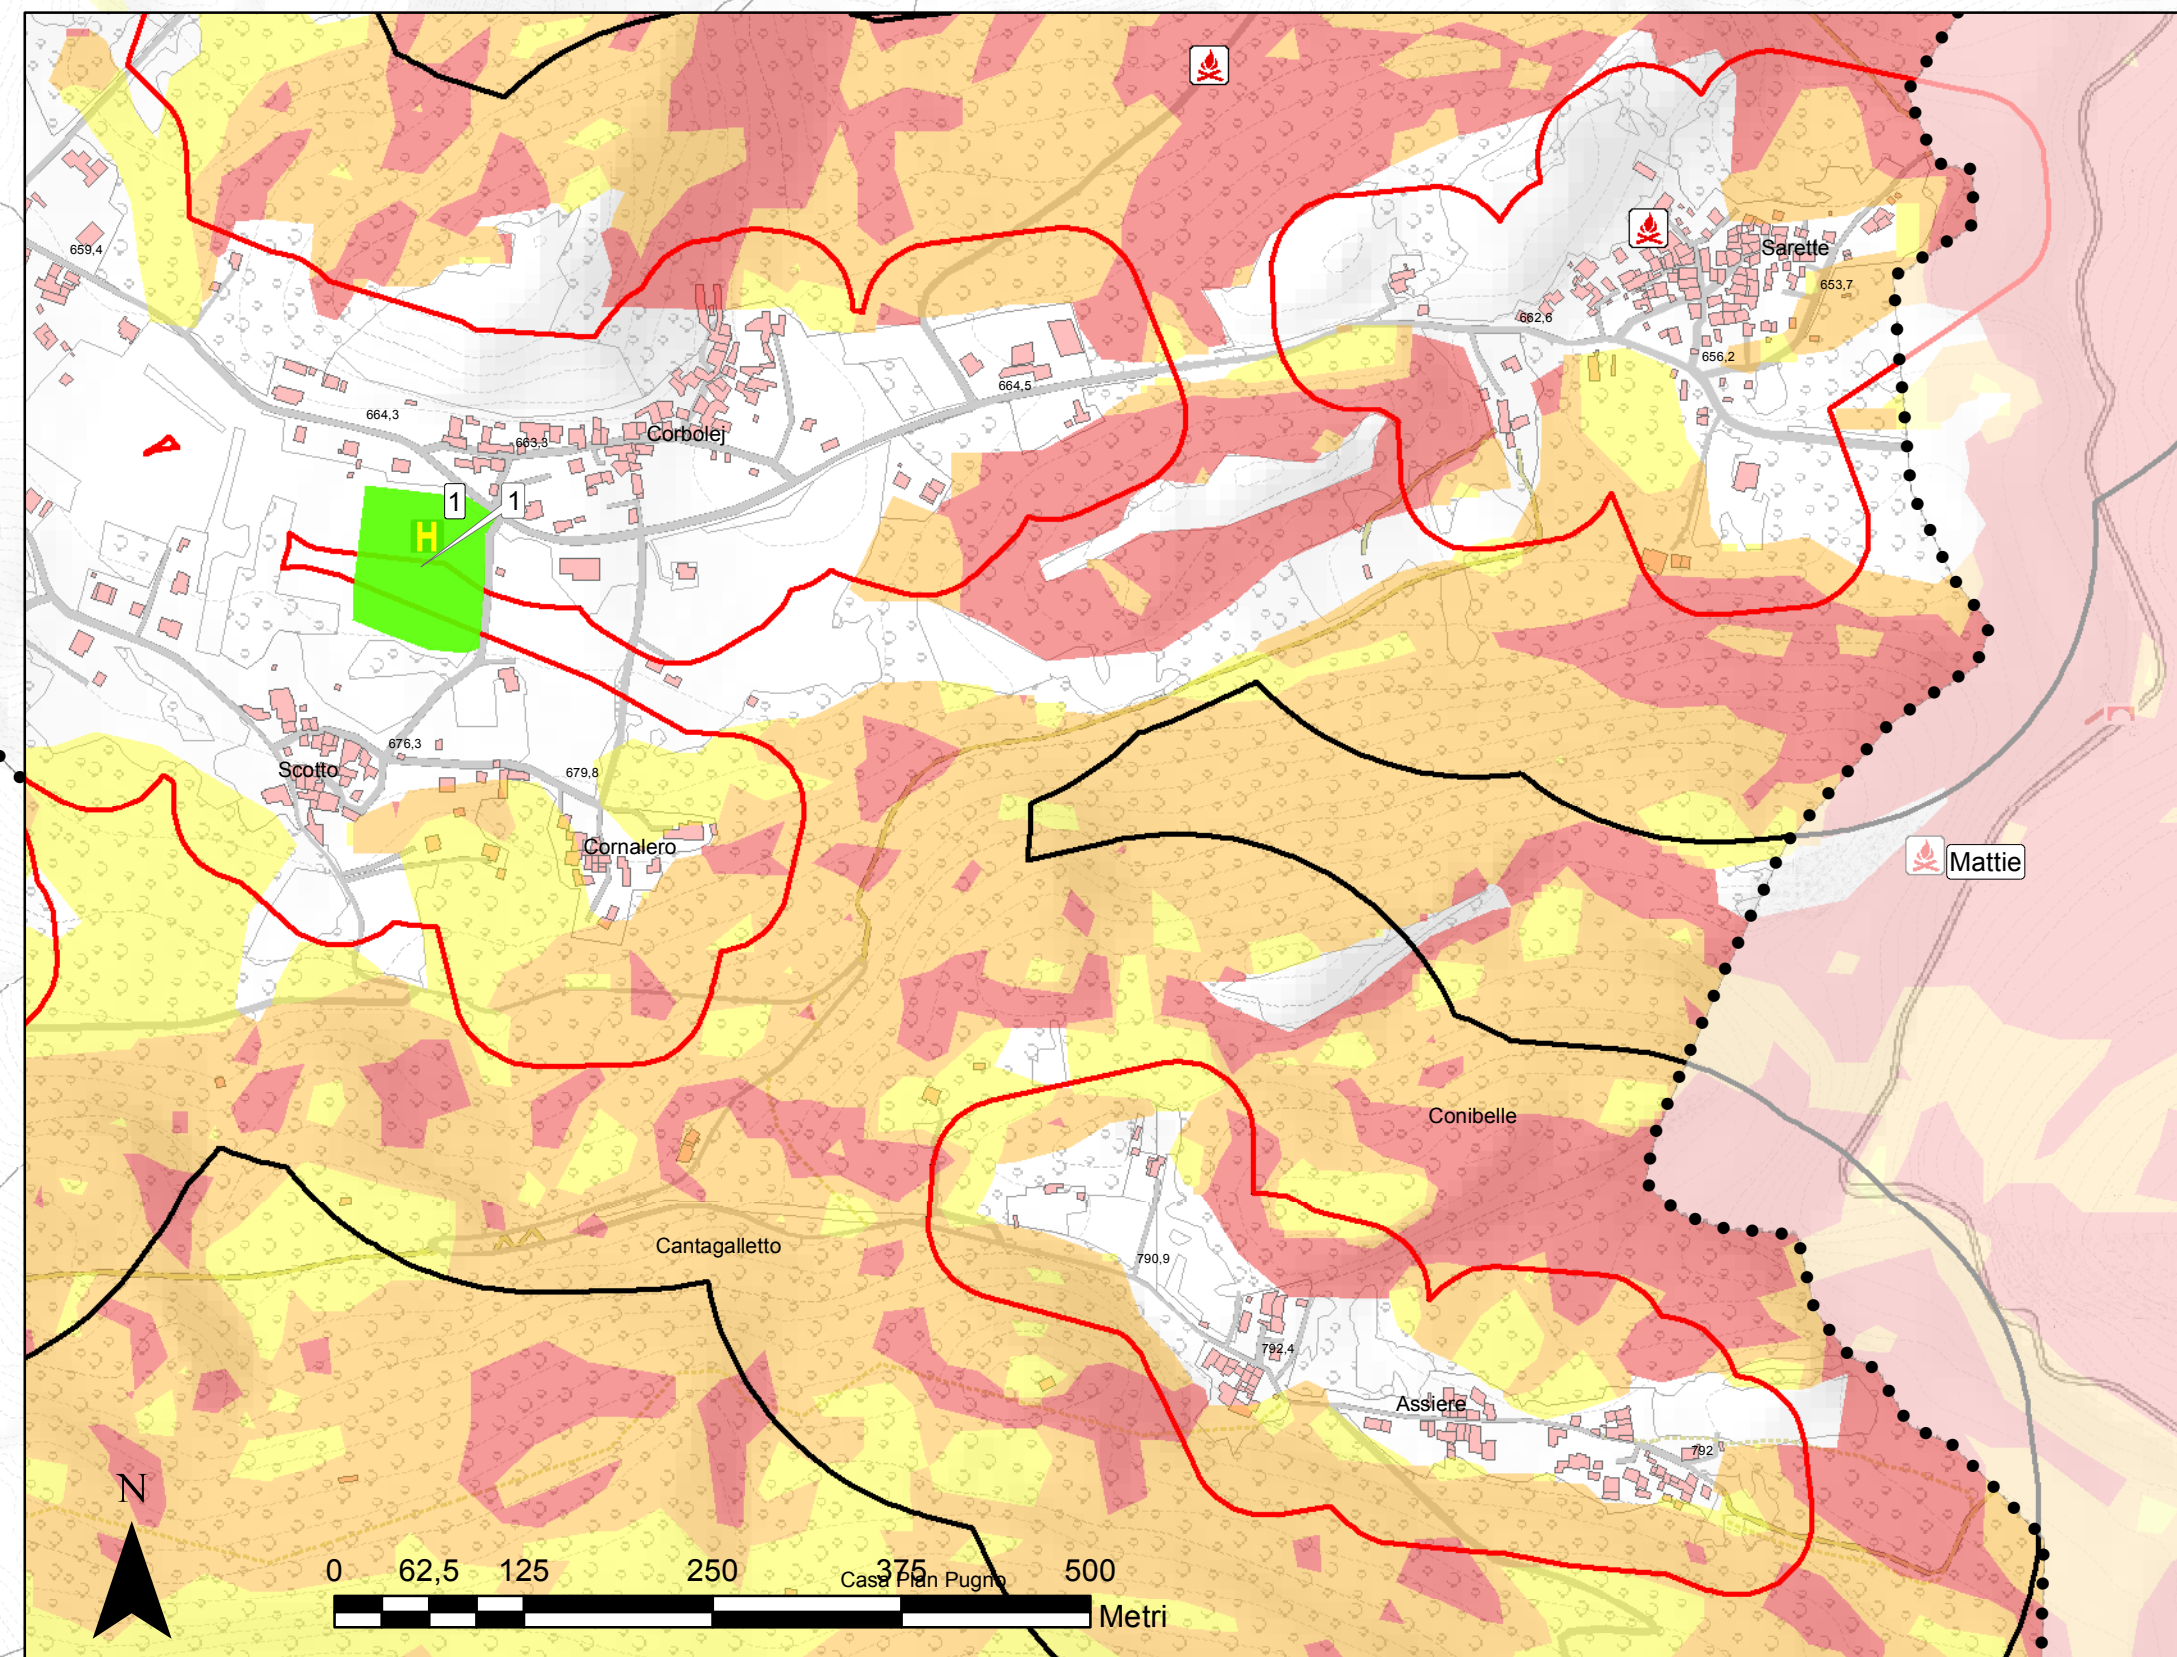 659,4
Sarette
653,7
662,6
656,2
664,5
664,3
663,3
Corbolej
1
1
H
676,3
Scotto
679,8
Cornalero
Mattie
Conibelle
Cantagalletto
790,9
792,4
Assiere
792
N
0 62,5 125 250 375 500
Casa Pian Pugno
Metri